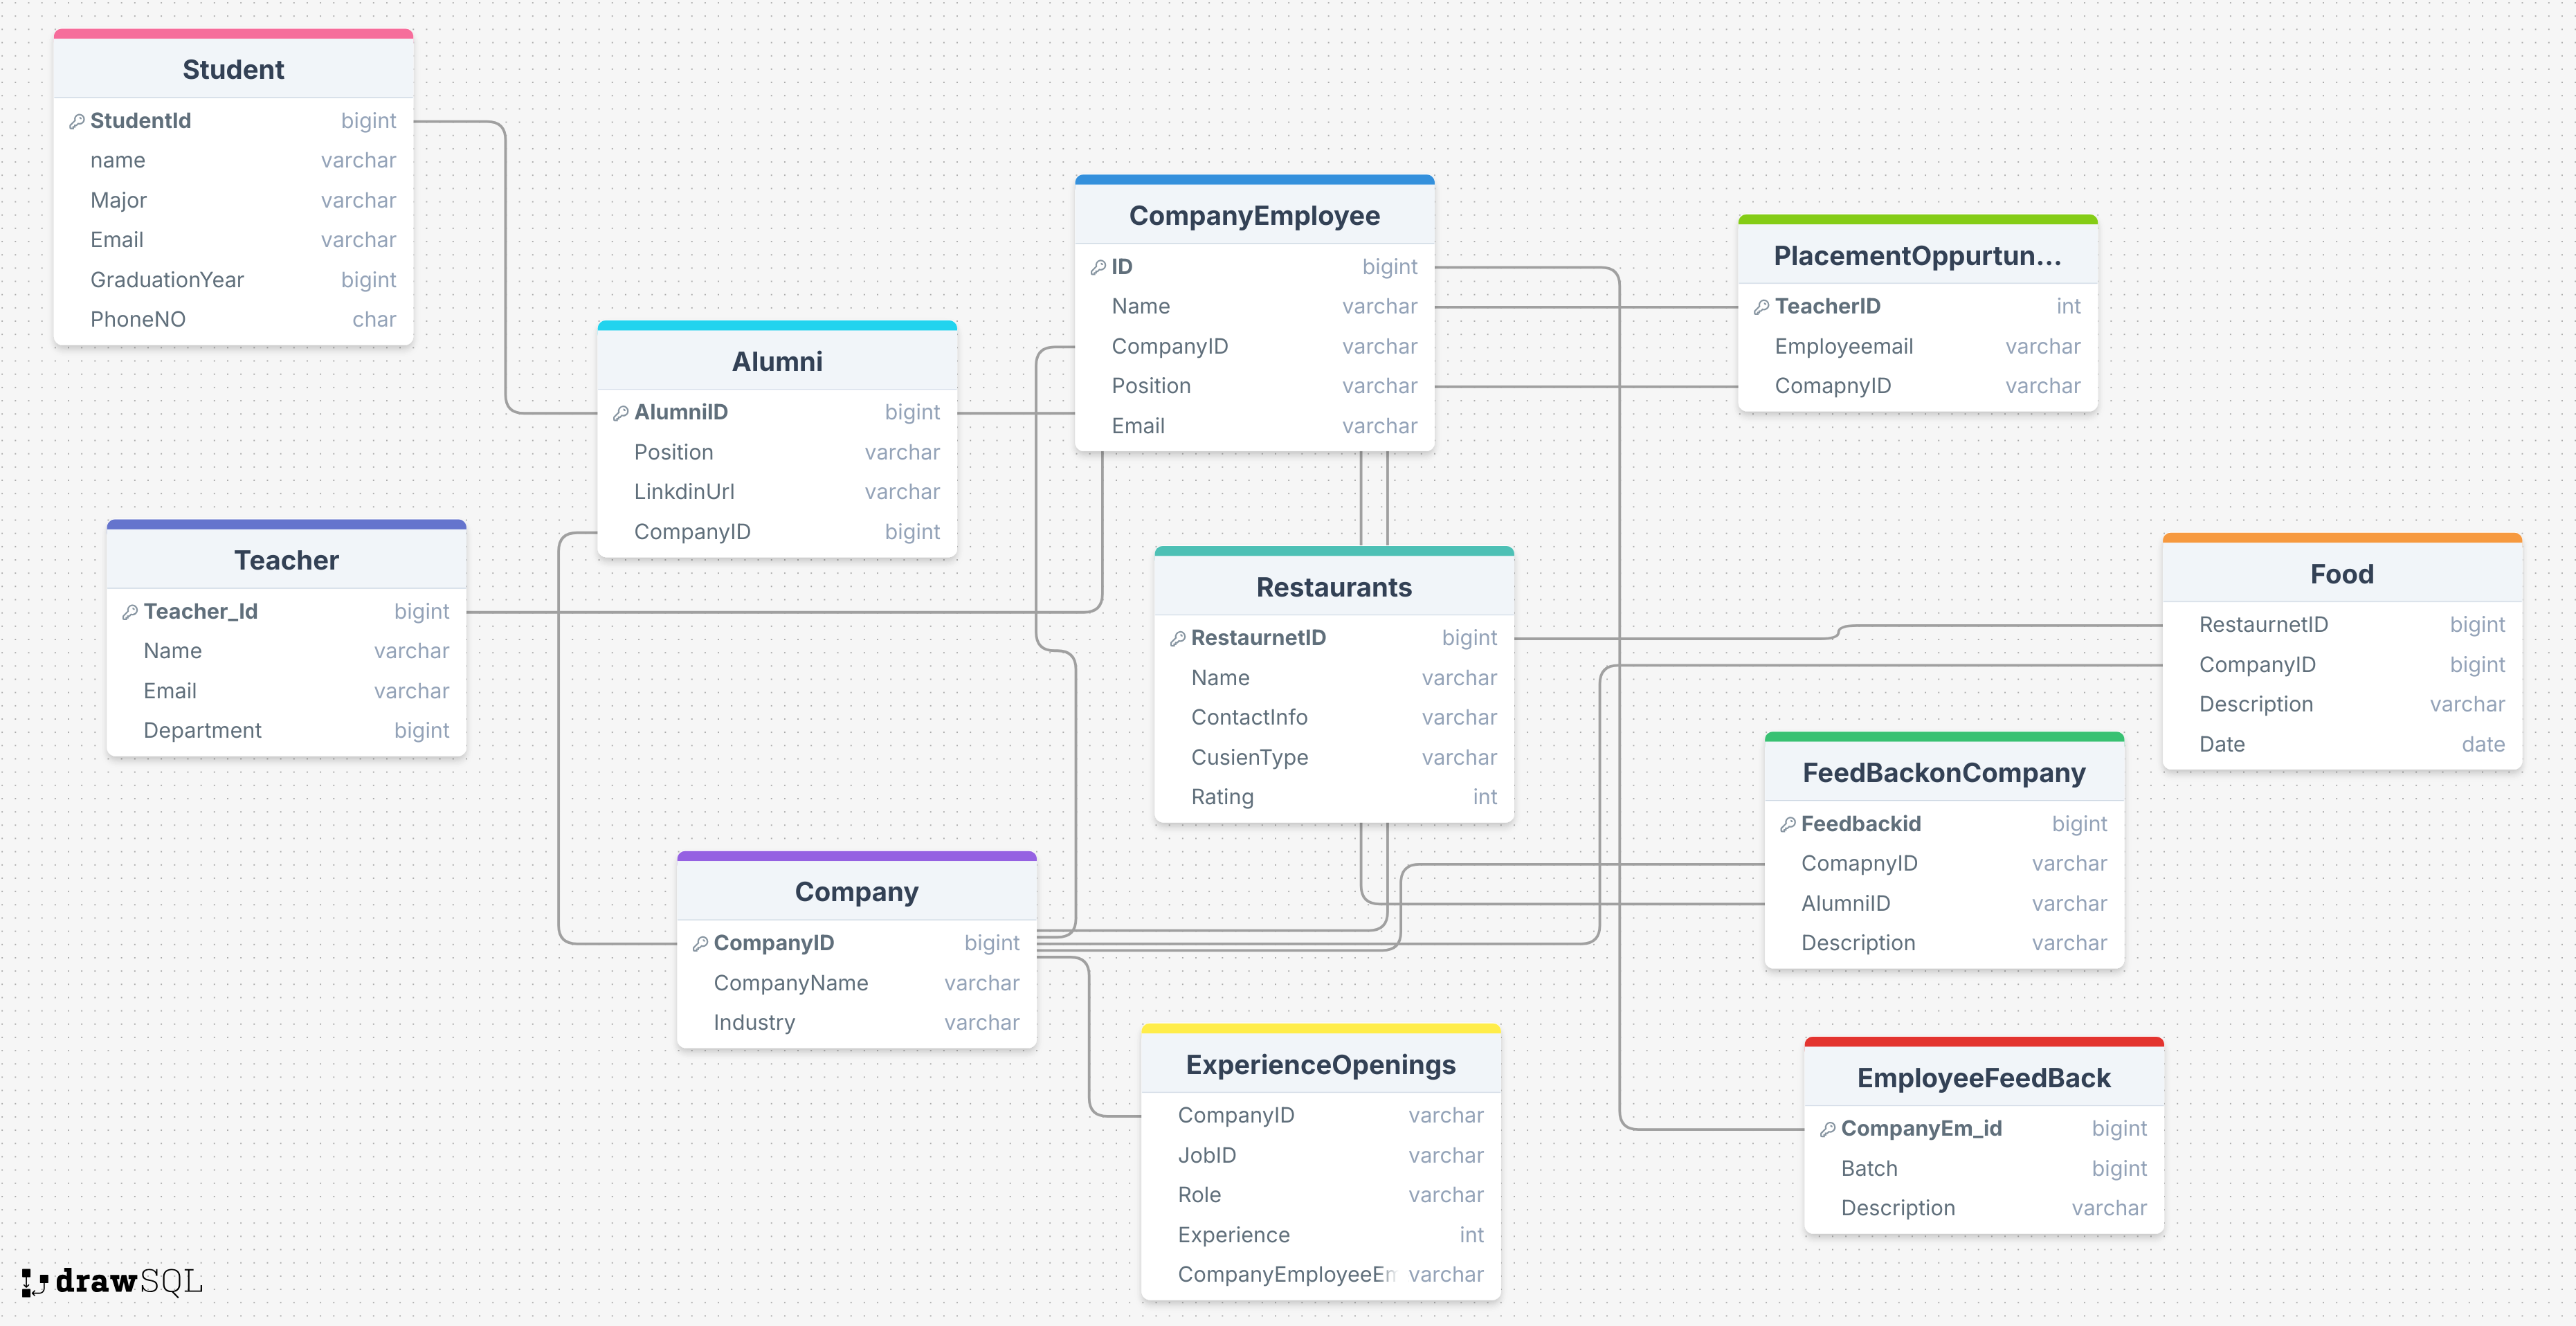 Student
StudentId bigint
name varchar
Major varchar
Email varchar
GraduationYear bigint
PhoneNO char
CompanyEmployee
ID bigint
Name varchar
CompanyID varchar
Position varchar
Email varchar
PlacementOppurtun...
TeacherID int
Employeemail varchar
ComapnyID varchar
Alumni
AlumniID bigint
Position varchar
LinkdinUrl varchar
CompanyID bigint
Teacher
Teacher_Id bigint
Name varchar
Email varchar
Department bigint
Restaurants
RestaurnetID bigint
Name varchar
ContactInfo varchar
CusienType varchar
Rating int
Food
RestaurnetID bigint
CompanyID bigint
Description varchar
Date date
FeedBackonCompany
Feedbackid bigint
ComapnyID varchar
AlumniID varchar
Description varchar
Company
CompanyID bigint
CompanyName varchar
Industry varchar
ExperienceOpenings
CompanyID varchar
JobID varchar
Role varchar
Experience int
CompanyEmployeeEm varchar
EmployeeFeedBack
CompanyEm_id bigint
Batch bigint
Description varchar
drawSQL